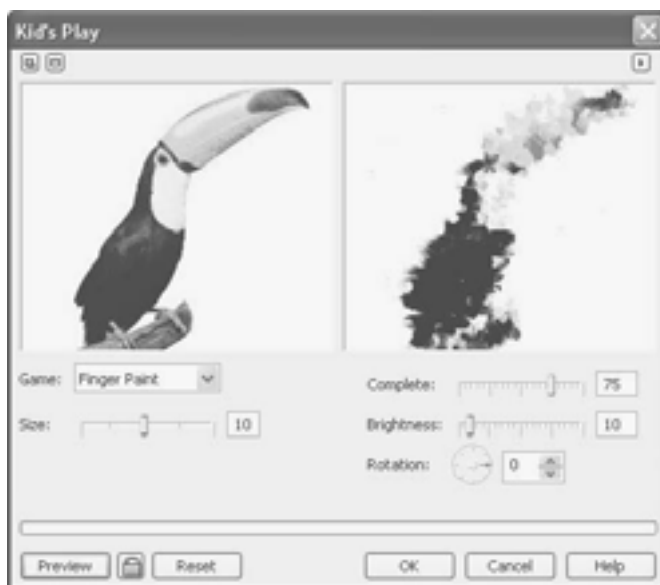 Kid's Play
Game: Finger Paint
Complete: 75
Size: 10
Brightness: 10
Rotation: 0
Preview Reset OK Cancel Help